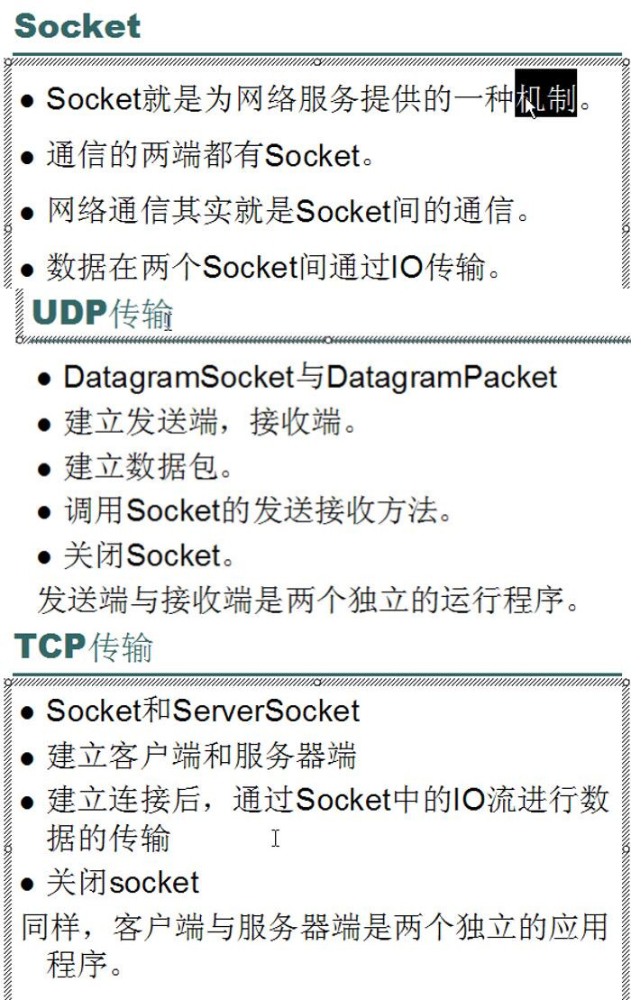 Socket
● Socket就是为网络服务提供的一种机制。
● 通信的两端都有Socket。
● 网络通信其实就是Socket间的通信。
● 数据在两个Socket间通过IO传输。
UDP传输
● DatagramSocket与DatagramPacket
● 建立发送端，接收端。
● 建立数据包。
● 调用Socket的发送接收方法。
● 关闭Socket。
发送端与接收端是两个独立的运行程序。
TCP传输
● Socket和ServerSocket
● 建立客户端和服务器端
● 建立连接后，通过Socket中的IO流进行数
据的传输
● 关闭socket
同样，客户端与服务器端是两个独立的应用
程序。